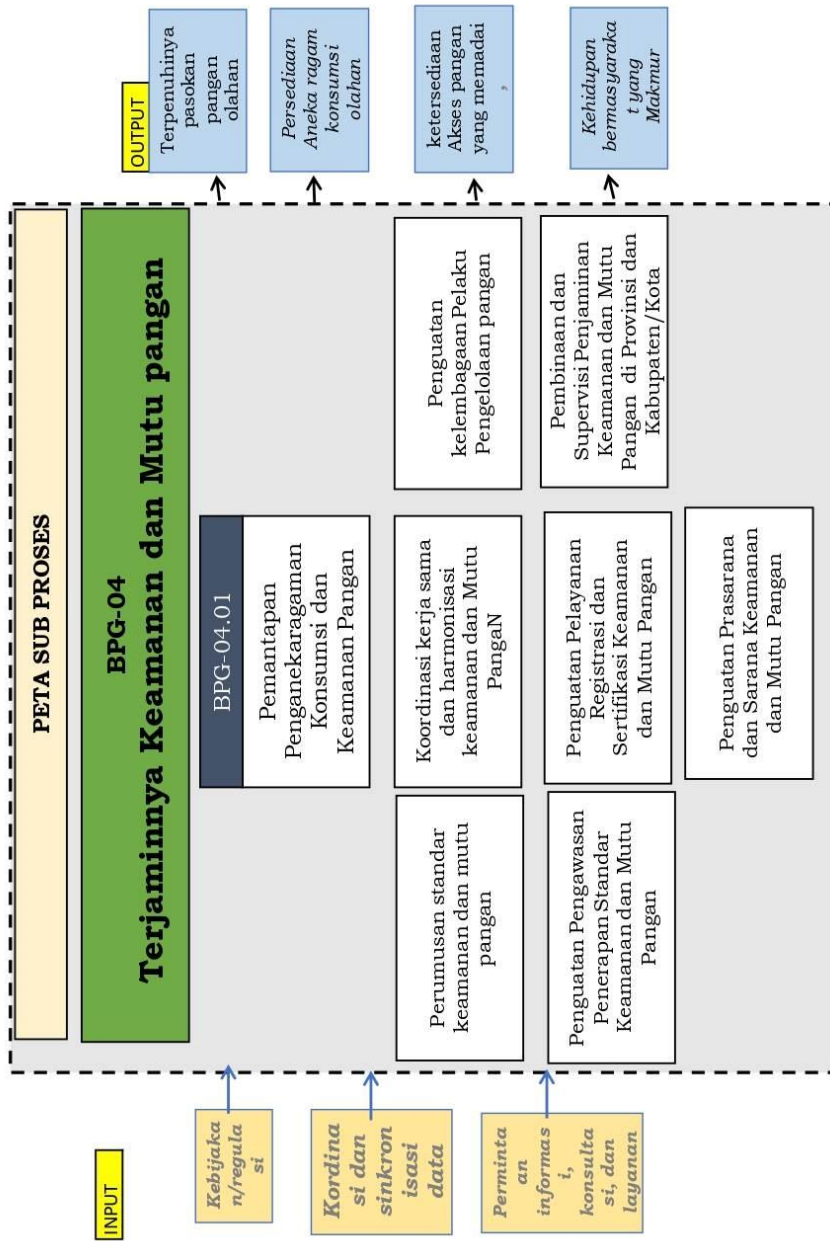 PETA SUB PROSES
BPG-04
Terjaminnya Keamanan dan Mutu pangan
INPUT
Kebijaka
n/regula
si
Kordina
si dan
sinkron
isasi
data
Perminta
an
informas
i,
konsulta
si, dan
layanan
BPG-04.01
Pemantapan
Penganekaragaman
Konsumsi dan
Keamanan Pangan
Perumusan standar
keamanan dan mutu
pangan
Koordinasi kerja sama
dan harmonisasi
keamanan dan Mutu
PangaN
Penguatan
kelembagaan Pelaku
Pengelolaan pangan
Penguatan Pengawasan
Penerapan Standar
Keamanan dan Mutu
Pangan
Penguatan Pelayanan
Registrasi dan
Sertifikasi Keamanan
dan Mutu Pangan
Pembinaan dan
Supervisi Penjaminan
Keamanan dan Mutu
Pangan di Provinsi dan
Kabupaten/Kota
Penguatan Prasarana
dan Sarana Keamanan
dan Mutu Pangan
OUTPUT
Terpenuhinya
pasokan
pangan
olahan
Persediaan
Aneka ragam
konsumsi
olahan
ketersediaan
Akses pangan
yang memadai
,
Kehidupan
bermasyaraka
t yang
Makmur